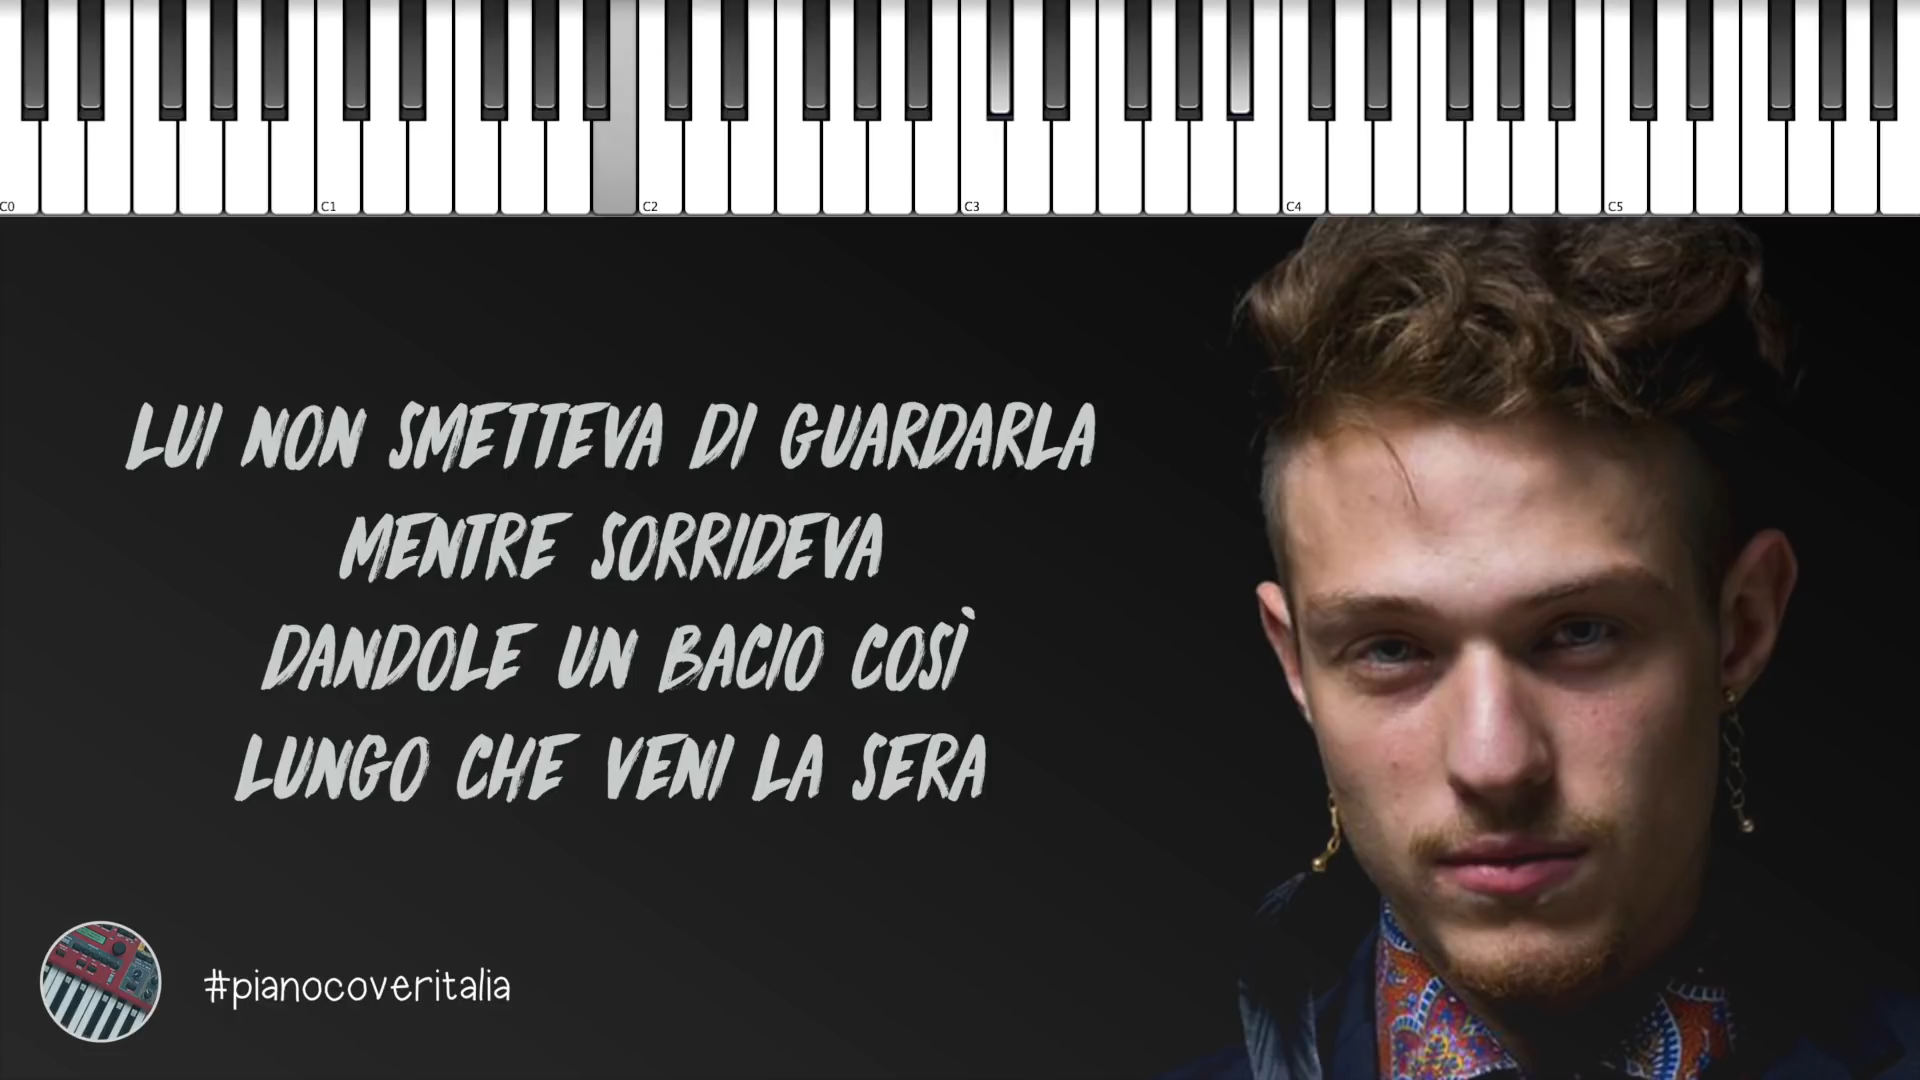 C0 C1 C2 C3 C4 C5
LUI NON SMETTEVA DI GUARDARLA
MENTRE SORRIDEVA
DANDOLE UN BACIO COSÌ
LUNGO CHE VENI LA SERA
#pianocoveritalia